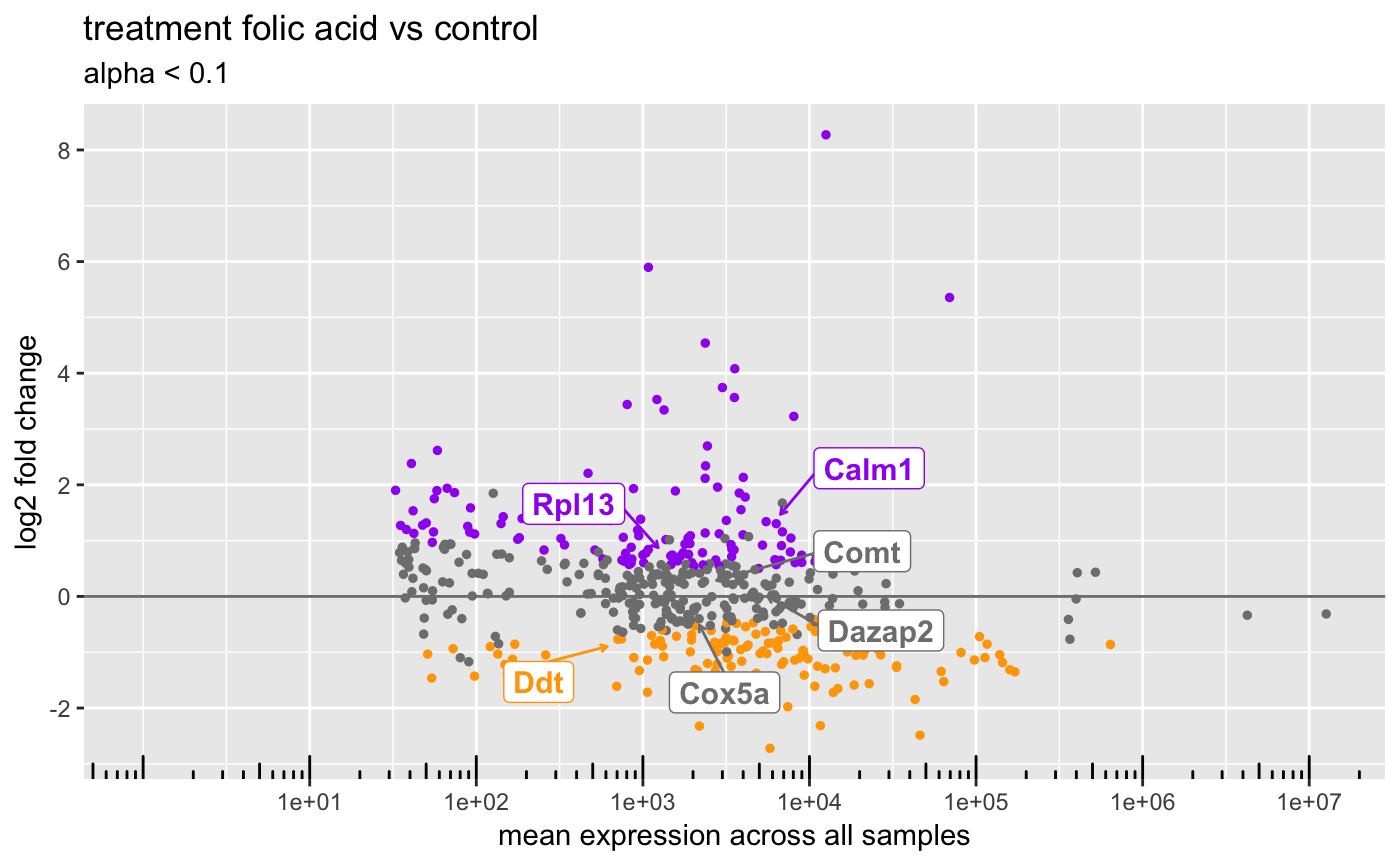 treatment folic acid vs control
alpha < 0.1
log2 fold change
8
6
4
2
0
-2
Calm1
Rpl13
Comt
Dazap2
Ddt
Cox5a
1e+01 1e+02 1e+03 1e+04 1e+05 1e+06 1e+07
mean expression across all samples